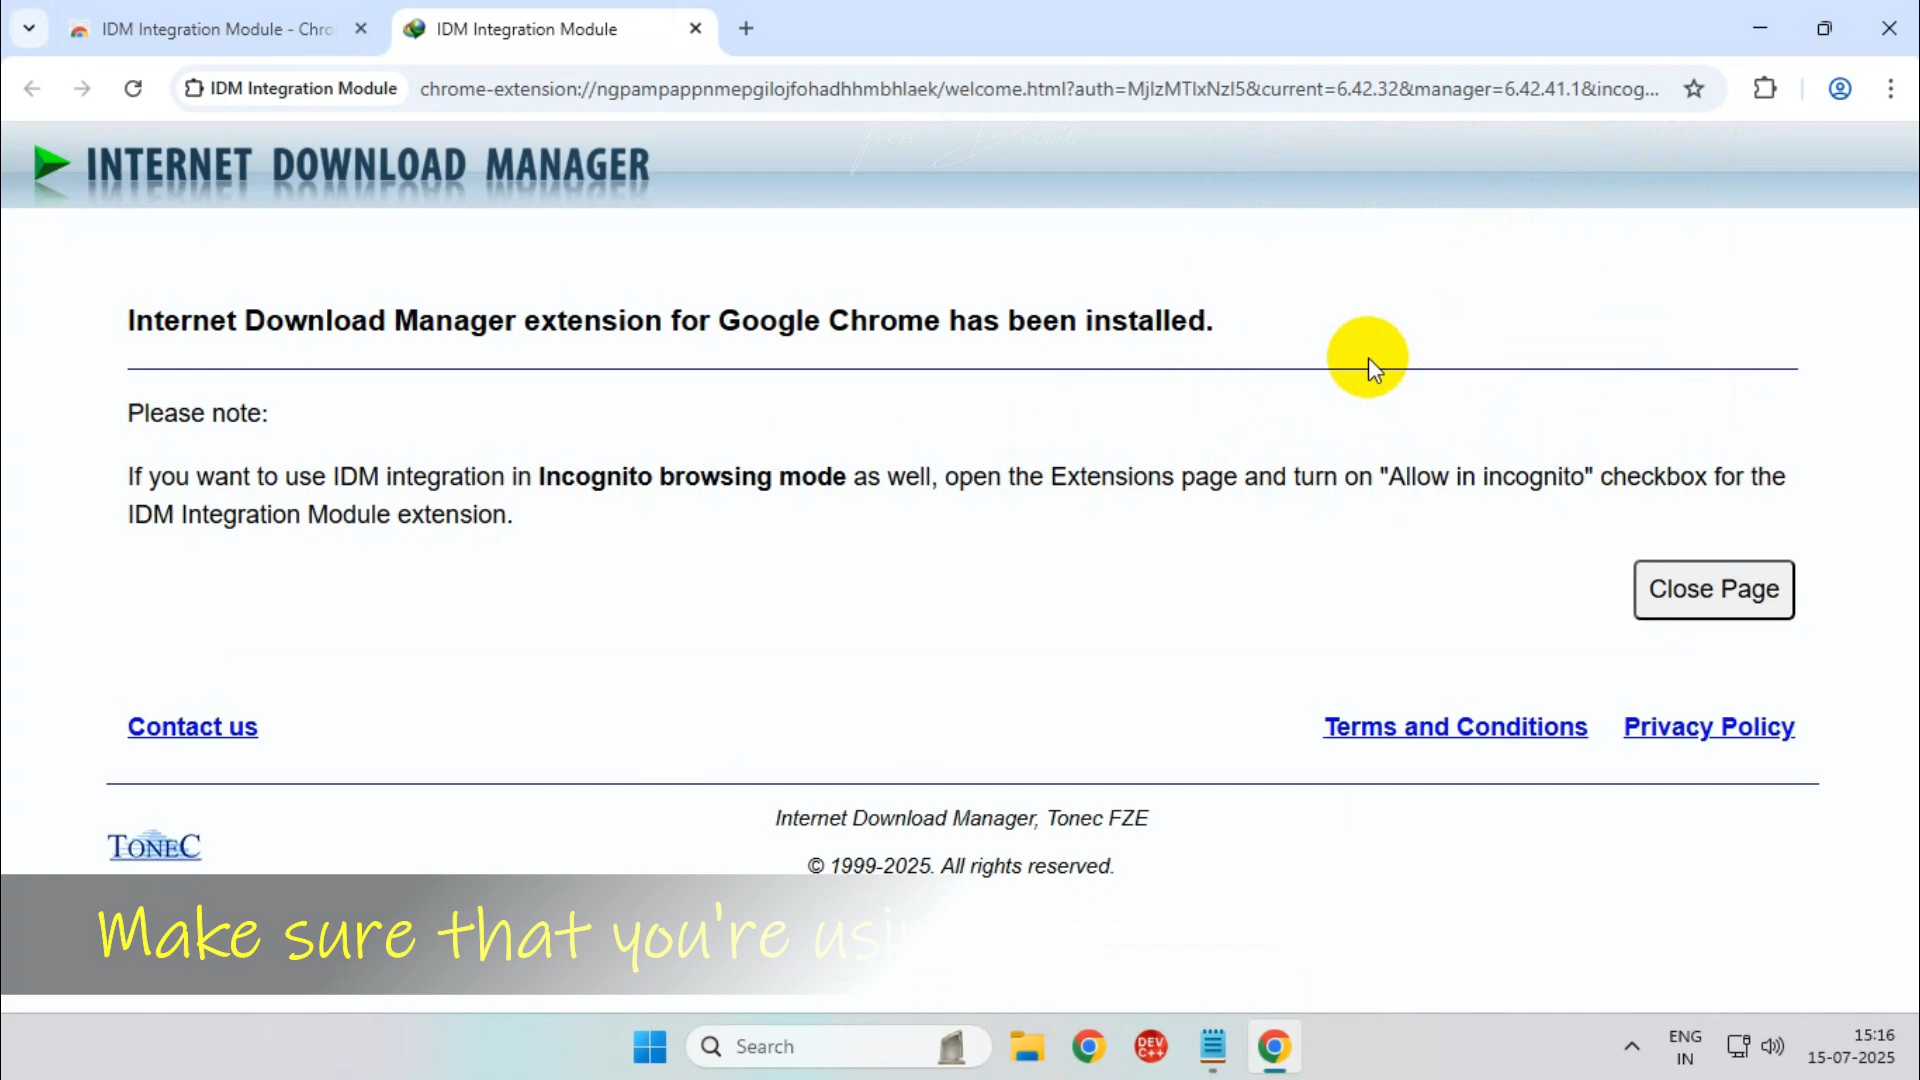 IDM Integration Module - Chro
IDM Integration Module
IDM Integration Module
chrome-extension://ngpampappnmepgilojfohadhhmbhlaek/welcome.html?auth=MjIzMTIxNzI5&current=6.42.32&manager=6.42.41.1&incog...
INTERNET DOWNLOAD MANAGER
Internet Download Manager extension for Google Chrome has been installed.
Please note:
If you want to use IDM integration in Incognito browsing mode as well, open the Extensions page and turn on "Allow in incognito" checkbox for the
IDM Integration Module extension.
Close Page
Contact us
Terms and Conditions
Privacy Policy
Internet Download Manager, Tonec FZE
TONEC
© 1999-2025. All rights reserved.
Make sure that you're usi
Search
DEV
C++
ENG
IN
15:16
15-07-2025